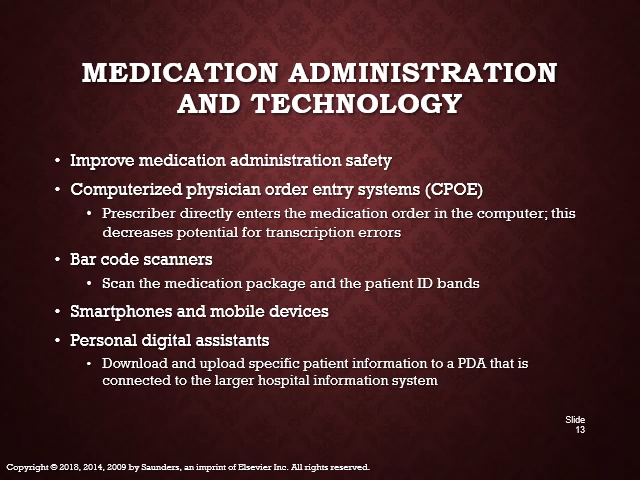 MEDICATION ADMINISTRATION
AND TECHNOLOGY
• Improve medication administration safety
• Computerized physician order entry systems (CPOE)
• Prescriber directly enters the medication order in the computer; this
decreases potential for transcription errors
• Bar code scanners
• Scan the medication package and the patient ID bands
• Smartphones and mobile devices
• Personal digital assistants
• Download and upload specific patient information to a PDA that is
connected to the larger hospital information system
Slide
13
Copyright © 2018, 2014, 2009 by Saunders, an imprint of Elsevier Inc. All rights reserved.